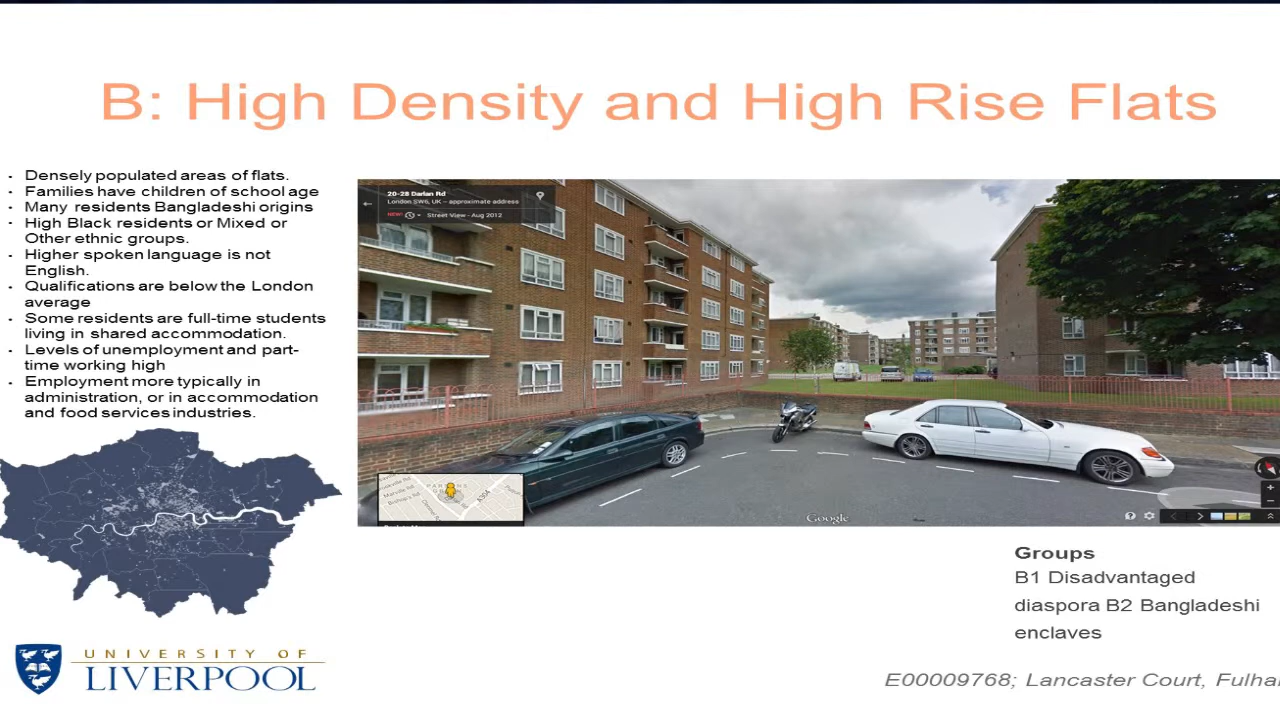 B: High Density and High Rise Flats
· Densely populated areas of flats.
· Families have children of school age
· Many residents Bangladeshi origins
· High Black residents or Mixed or
Other ethnic groups.
· Higher spoken language is not
English.
· Qualifications are below the London
average
· Some residents are full-time students
living in shared accommodation.
· Levels of unemployment and part-
time working high
· Employment more typically in
administration, or in accommodation
and food services industries.
20-28 Darlan Rd
London SW6, UK – approximate address
NEW! Street View - Aug 2012
A304
Google
Groups
B1 Disadvantaged
diaspora B2 Bangladeshi
enclaves
UNIVERSITY OF
LIVERPOOL
E00009768; Lancaster Court, Fulha